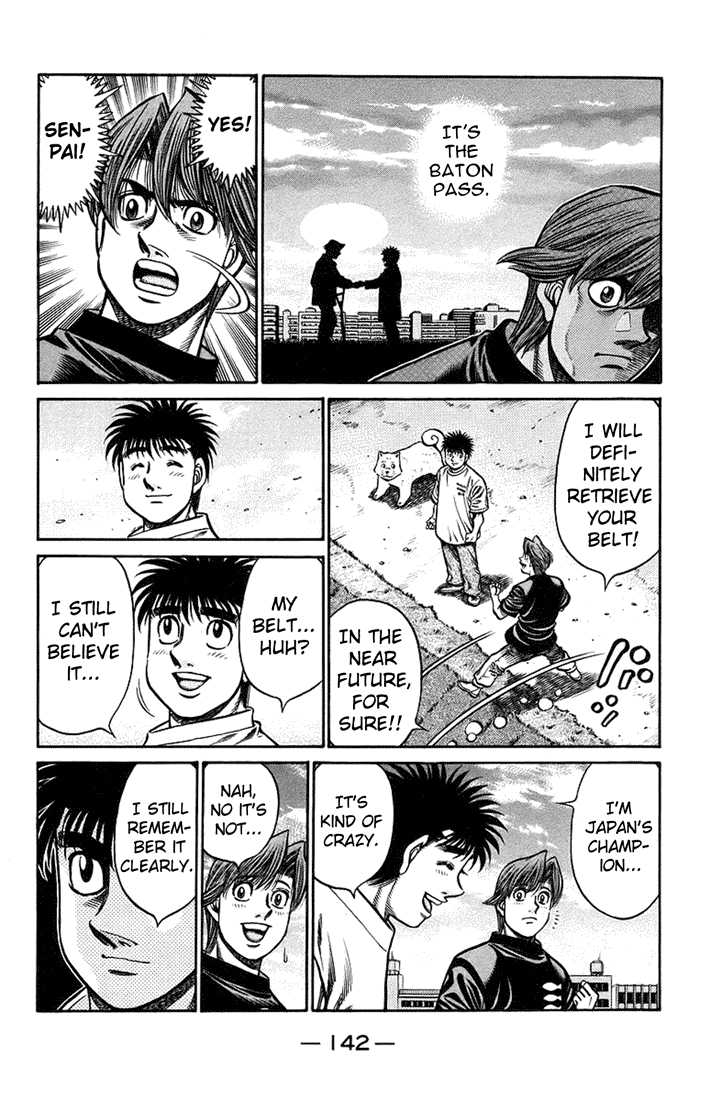 IT'S
THE
BATON
PASS.
YES!
SEN-
PAI!
I WILL
DEFI-
NITELY
RETRIEVE
YOUR
BELT!
IN THE
NEAR
FUTURE,
FOR
SURE!!
バッ
MY
BELT...
HUH?
I STILL
CAN'T
BELIEVE
IT...
I'M
JAPAN'S
CHAMP-
ION...
IT'S
KIND OF
CRAZY.
NAH,
NO IT'S
NOT...
I STILL
REMEM-
BER IT
CLEARLY.
— 142 —